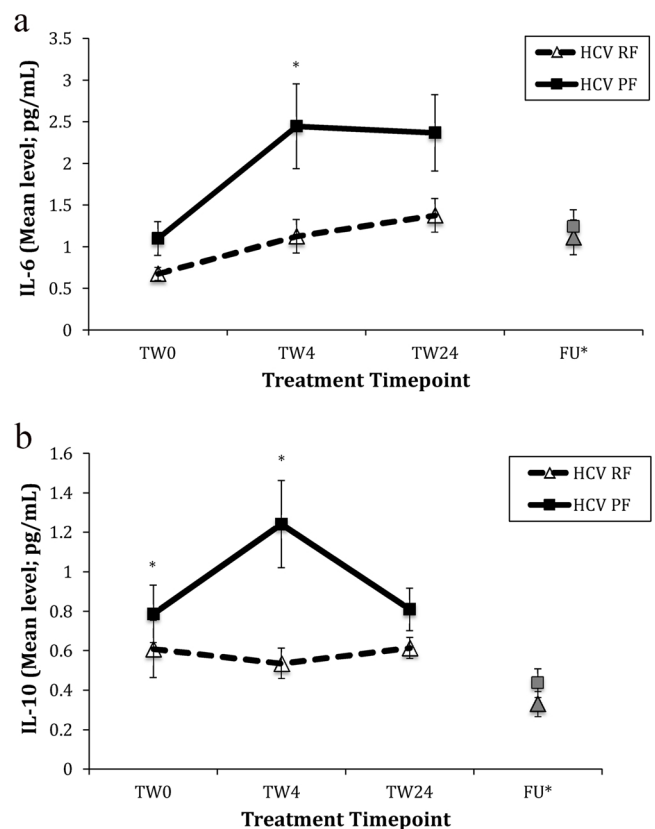 a
IL-6 (Mean level; pg/mL)
3.5
3
2.5
2
1.5
1
0.5
0
*
HCV RF
HCV PF
TW0 TW4 TW24 FU*
Treatment Timepoint
b
IL-10 (Mean level; pg/mL)
1.6
1.4
1.2
1
0.8
0.6
0.4
0.2
0
*
*
HCV RF
HCV PF
TW0 TW4 TW24 FU*
Treatment Timepoint